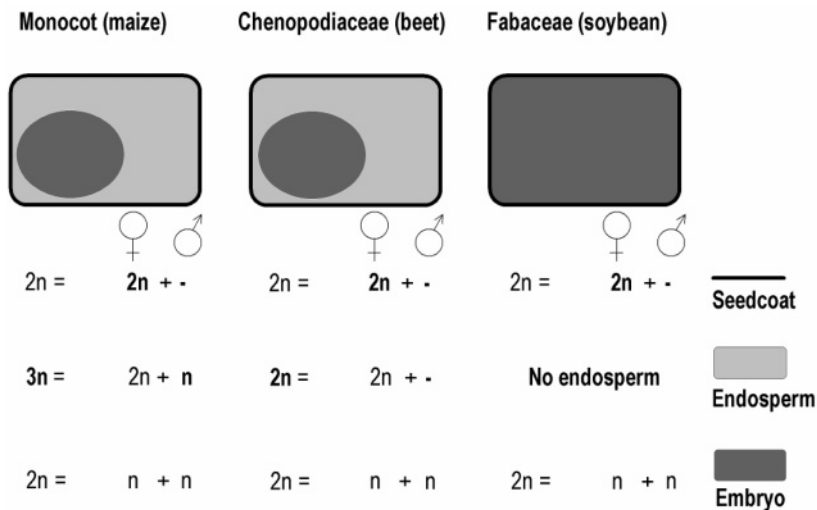 Monocot (maize) Chenopodiaceae (beet) Fabaceae (soybean)
♀ ♂ ♀ ♂ ♀ ♂
2n = 2n + - 2n = 2n + - 2n = 2n + -
Seedcoat
3n = 2n + n 2n = 2n + - No endosperm
Endosperm
2n = n + n 2n = n + n 2n = n + n
Embryo